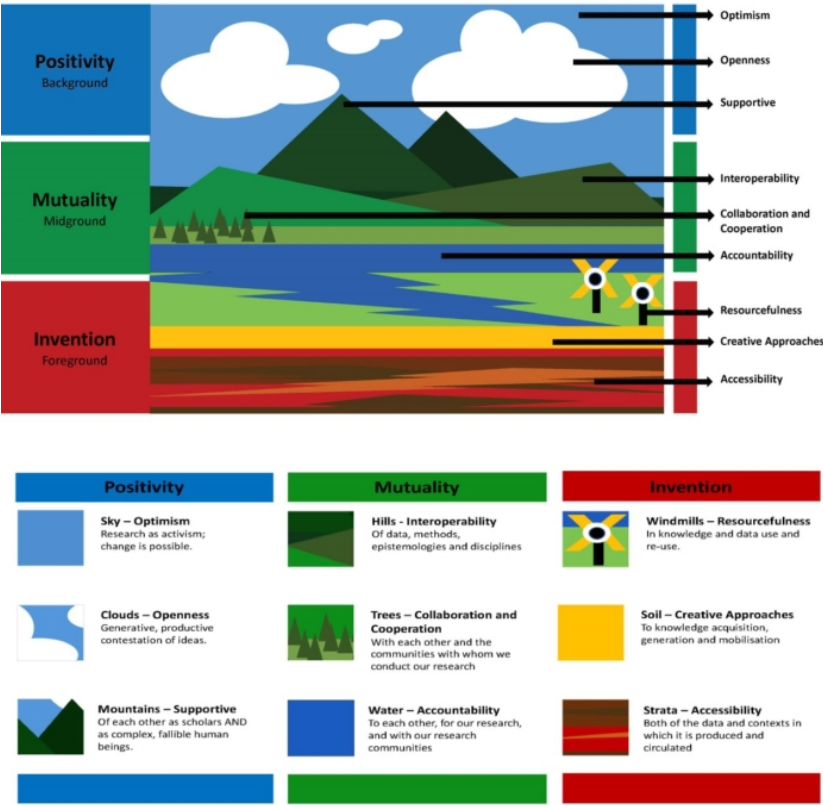 Positivity
Background
Mutuality
Midground
Invention
Foreground
Optimism
Openness
Supportive
Interoperability
Collaboration and
Cooperation
Accountability
Resourcefulness
Creative Approaches
Accessibility
Positivity
Sky – Optimism
Research as activism;
change is possible.
Clouds – Openness
Generative, productive
contestation of ideas.
Mountains – Supportive
Of each other as scholars AND
as complex, fallible human
beings.
Mutuality
Hills - Interoperability
Of data, methods,
epistemologies and disciplines
Trees – Collaboration and
Cooperation
With each other and the
communities with whom we
conduct our research
Water – Accountability
To each other, for our research,
and with our research
communities
Invention
Windmills – Resourcefulness
In knowledge and data use and
re-use.
Soil – Creative Approaches
To knowledge acquisition,
generation and mobilisation
Strata – Accessibility
Both of the data and contexts in
which it is produced and
circulated